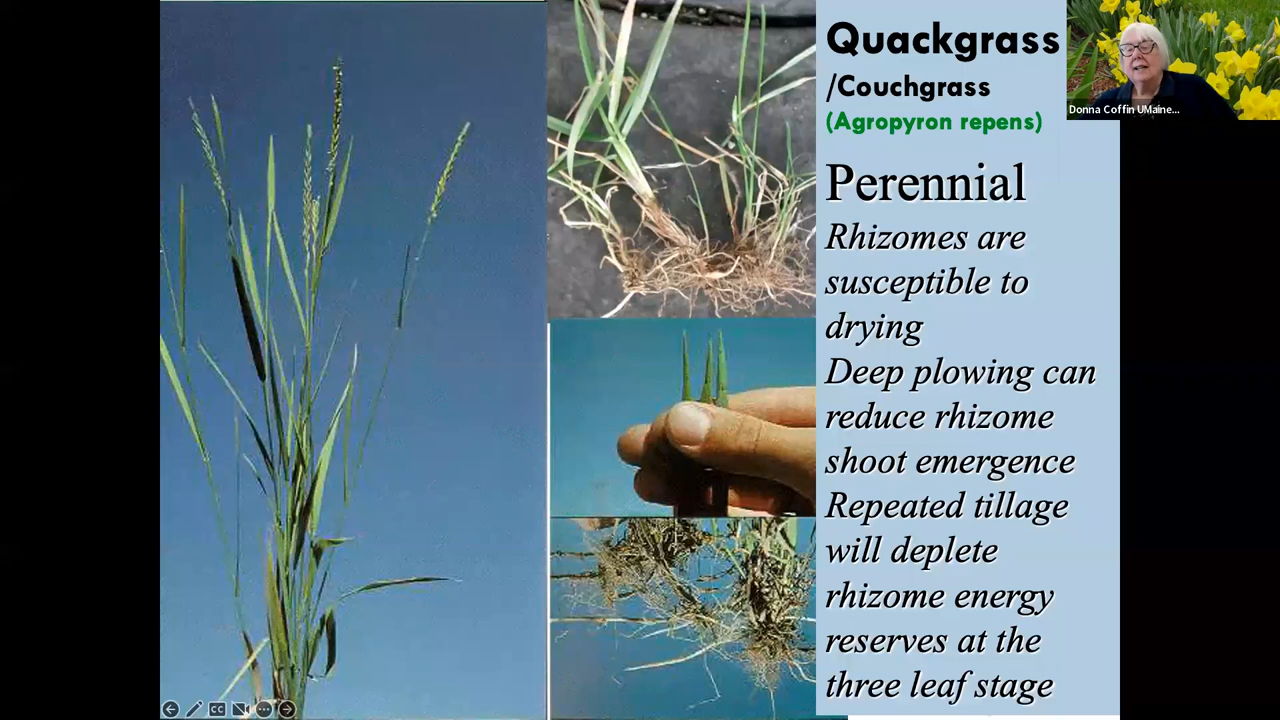 Quackgrass
/Couchgrass
(Agropyron repens)
Donna Coffin UMaine...
Perennial
Rhizomes are
susceptible to
drying
Deep plowing can
reduce rhizome
shoot emergence
Repeated tillage
will deplete
rhizome energy
reserves at the
three leaf stage
CC